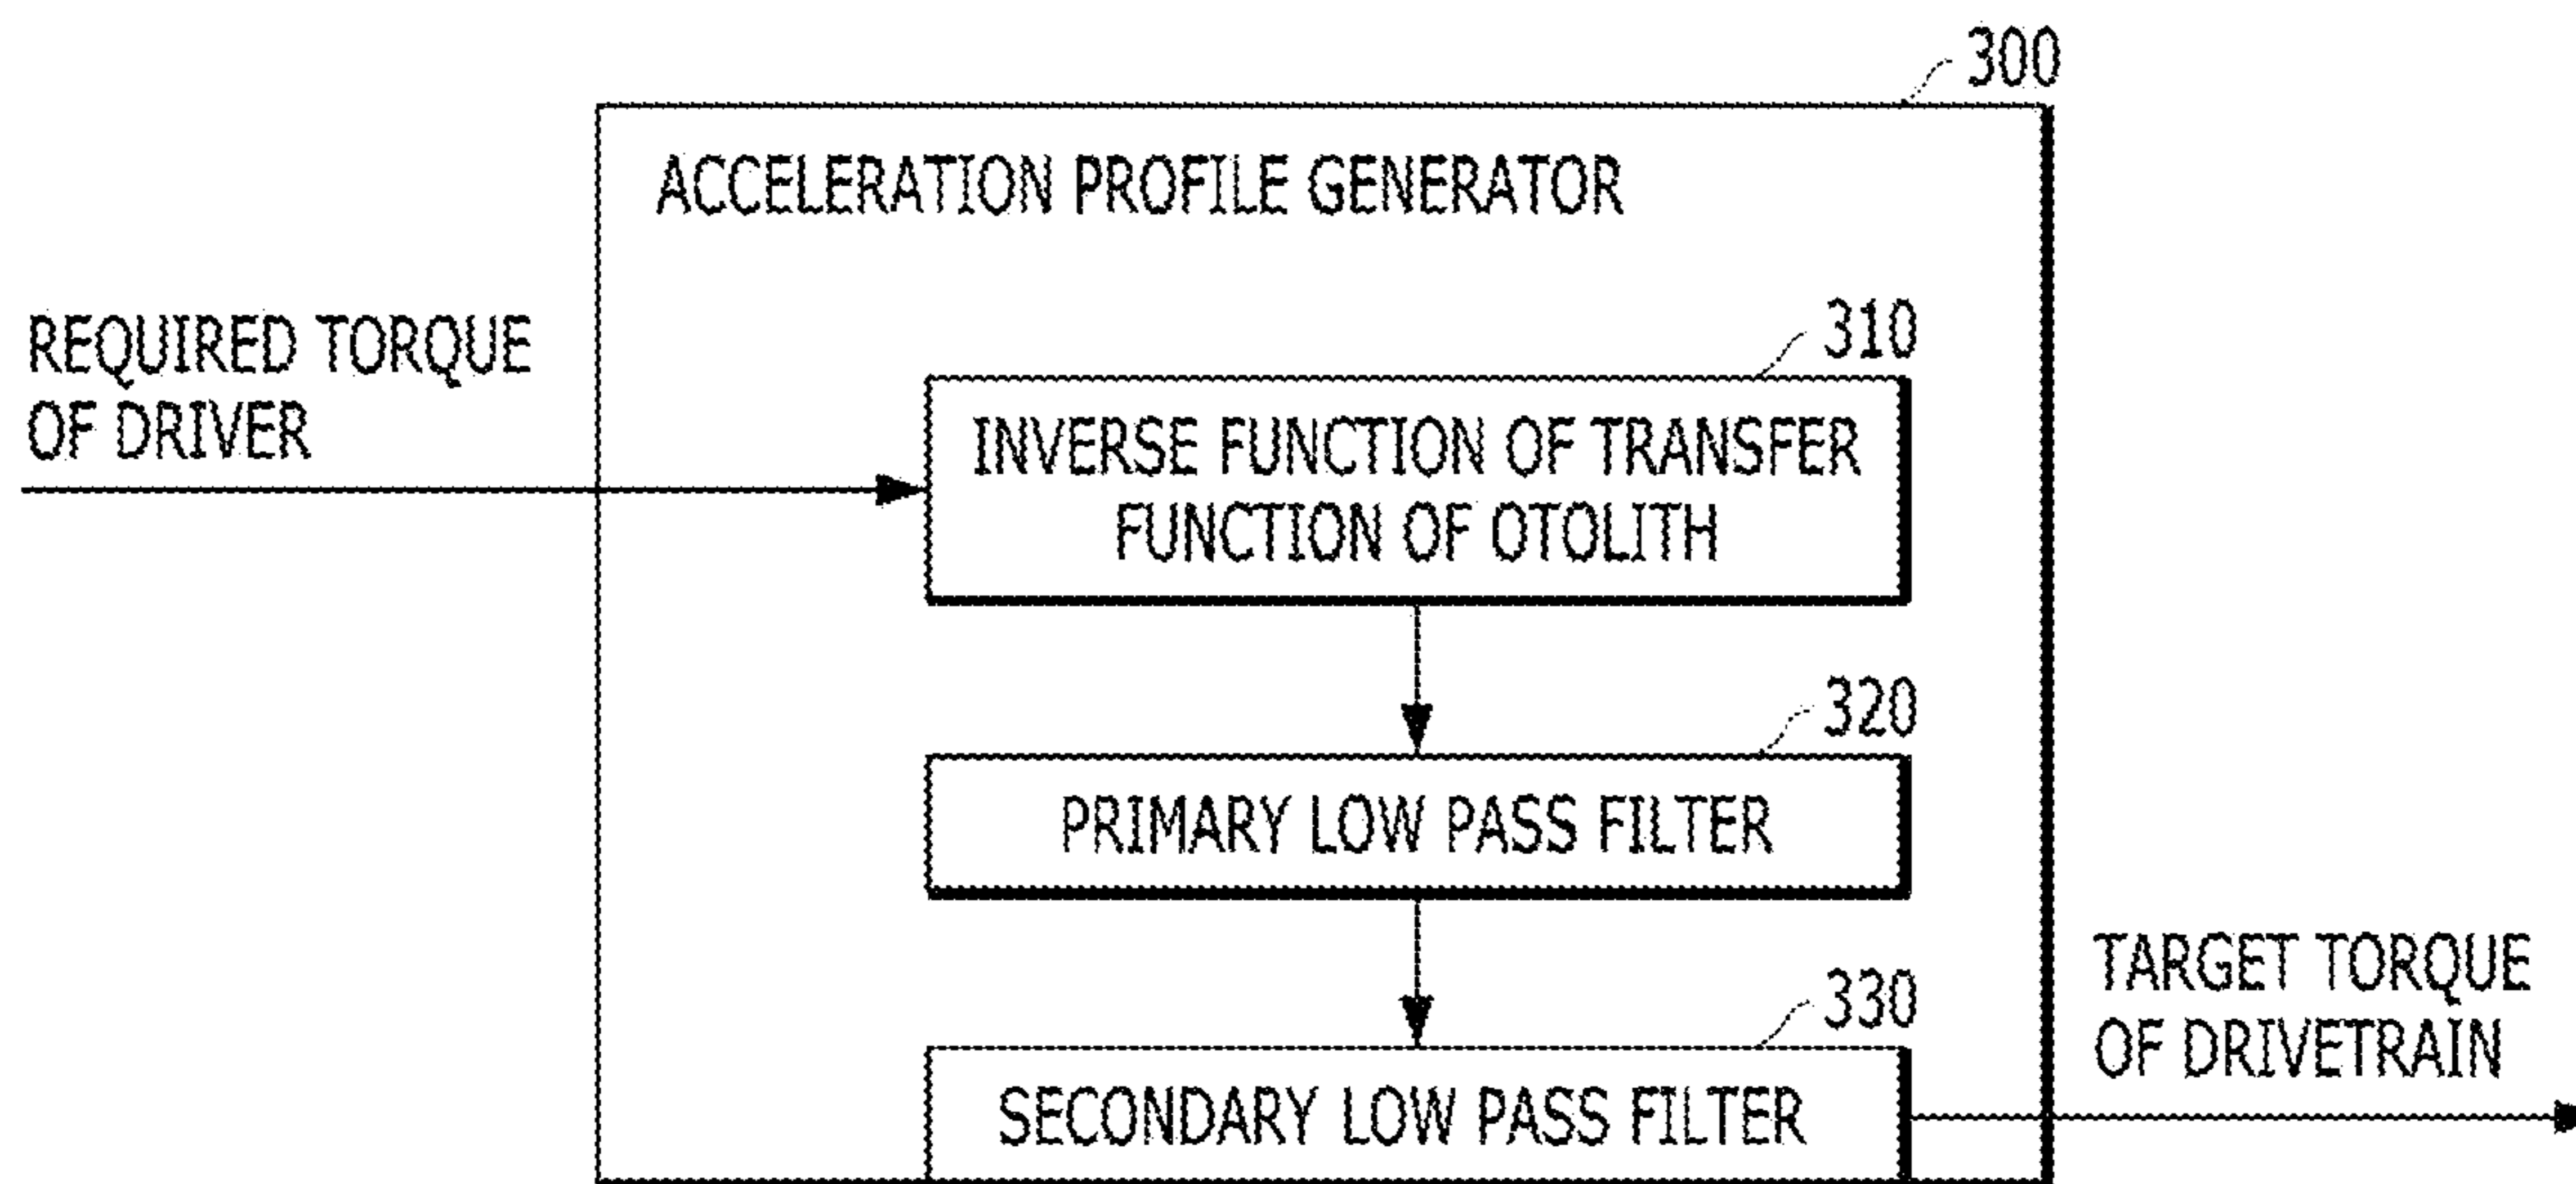 300
ACCELERATION PROFILE GENERATOR
REQUIRED TORQUE
OF DRIVER
310
INVERSE FUNCTION OF TRANSFER
FUNCTION OF OTOLITH
320
PRIMARY LOW PASS FILTER
330
SECONDARY LOW PASS FILTER
TARGET TORQUE
OF DRIVETRAIN